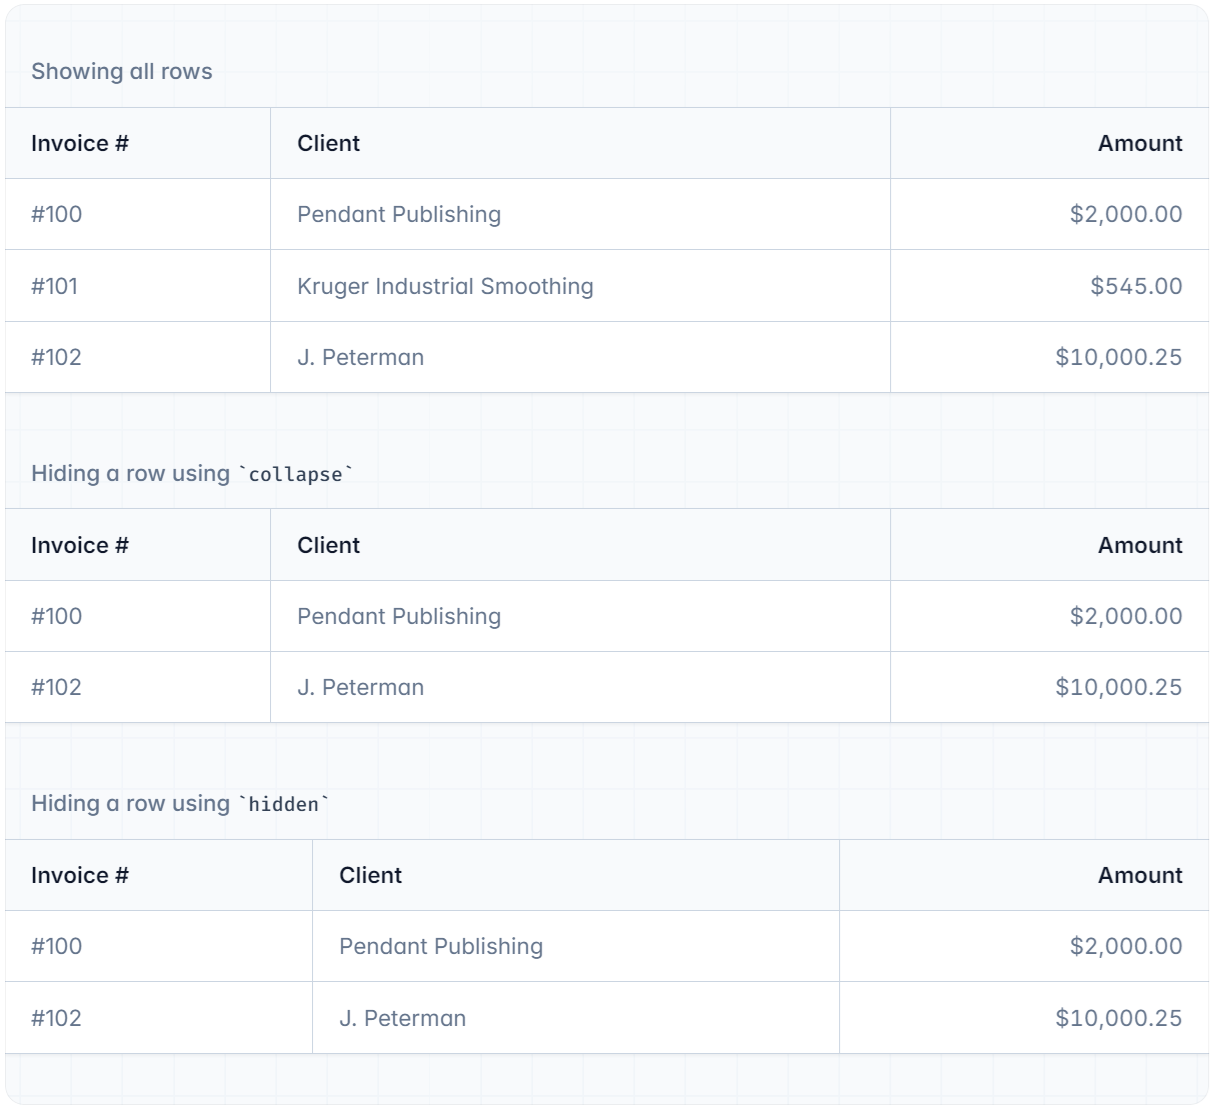 Showing all rows
Invoice # Client Amount
#100 Pendant Publishing $2,000.00
#101 Kruger Industrial Smoothing $545.00
#102 J. Peterman $10,000.25
Hiding a row using `collapse`
Invoice # Client Amount
#100 Pendant Publishing $2,000.00
#102 J. Peterman $10,000.25
Hiding a row using `hidden`
Invoice # Client Amount
#100 Pendant Publishing $2,000.00
#102 J. Peterman $10,000.25